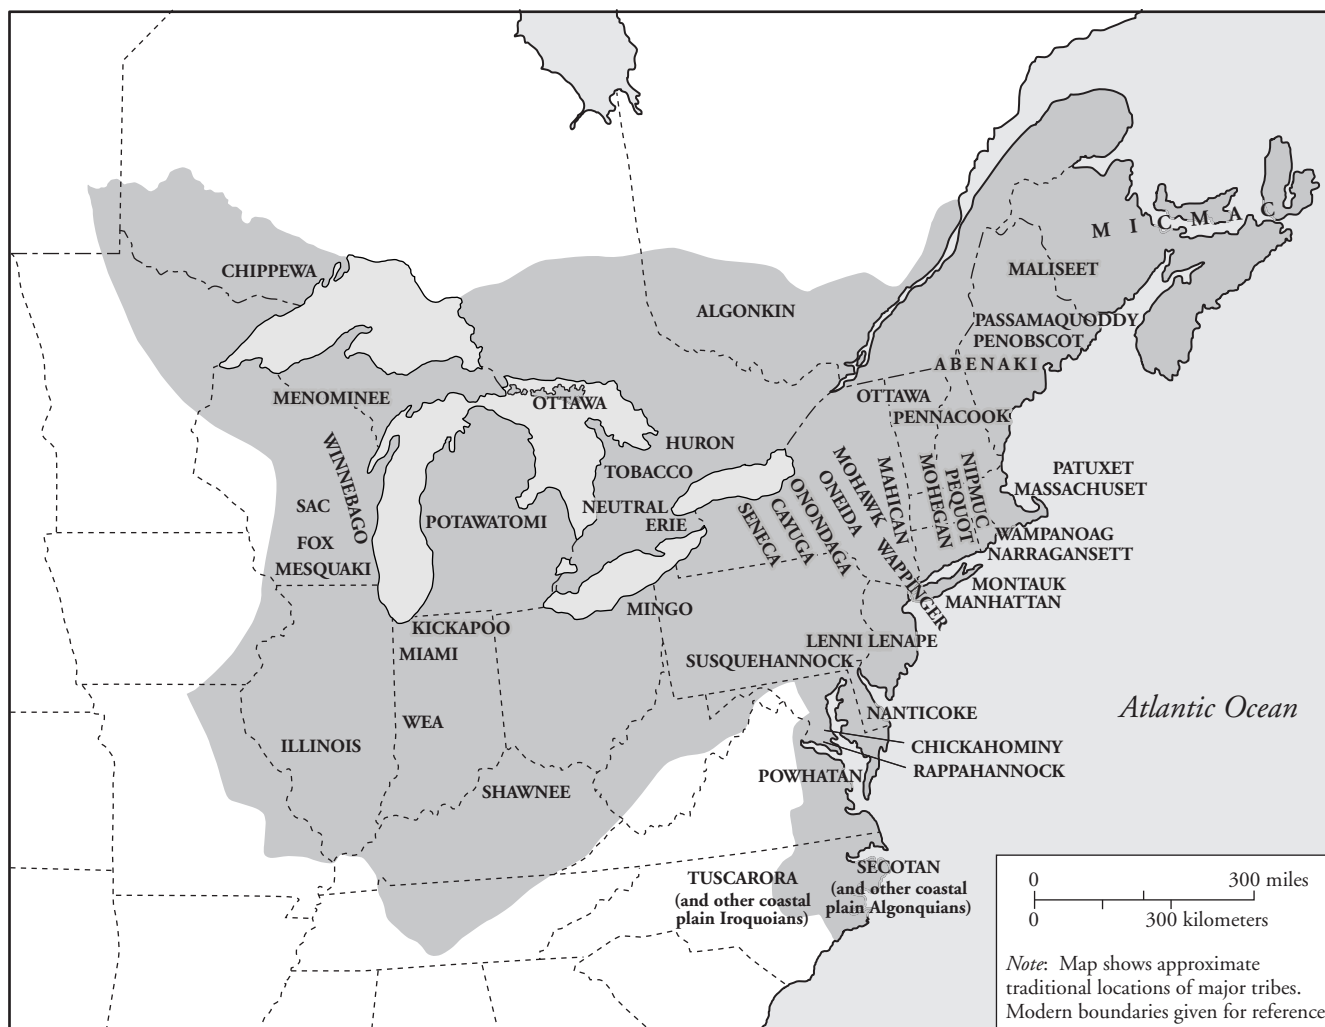 MICMAC
CHIPPEWA
MALISEET
ALGONKIN
PASSAMAQUODDY
PENOBSCOT
ABENAKI
MENOMINEE
OTTAWA
OTTAWA
PENNACOOK
WINNEBAGO
HURON
TOBACCO
MOHAWK
ONEIDA
MAHICAN
NIPMUC
PEQUOT
MOHEGAN
PATUXET
MASSACHUSET
SAC
POTAWATOMI
NEUTRAL
ERIE
ONONDAGA
CAYUGA
SENECA
FOX
MESQUAKI
WAPPINGER
WAMPANOAG
NARRAGANSETT
MONTAUK
MANHATTAN
MINGO
KICKAPOO
MIAMI
LENNI LENAPE
SUSQUEHANNOCK
WEA
NANTICOKE
Atlantic Ocean
ILLINOIS
CHICKAHOMINY
RAPPAHANNOCK
POWHATAN
SHAWNEE
TUSCARORA
(and other coastal
plain Iroquoians)
SECOTAN
(and other coastal
plain Algonquians)
0 300 miles
0 300 kilometers
Note: Map shows approximate
traditional locations of major tribes.
Modern boundaries given for reference